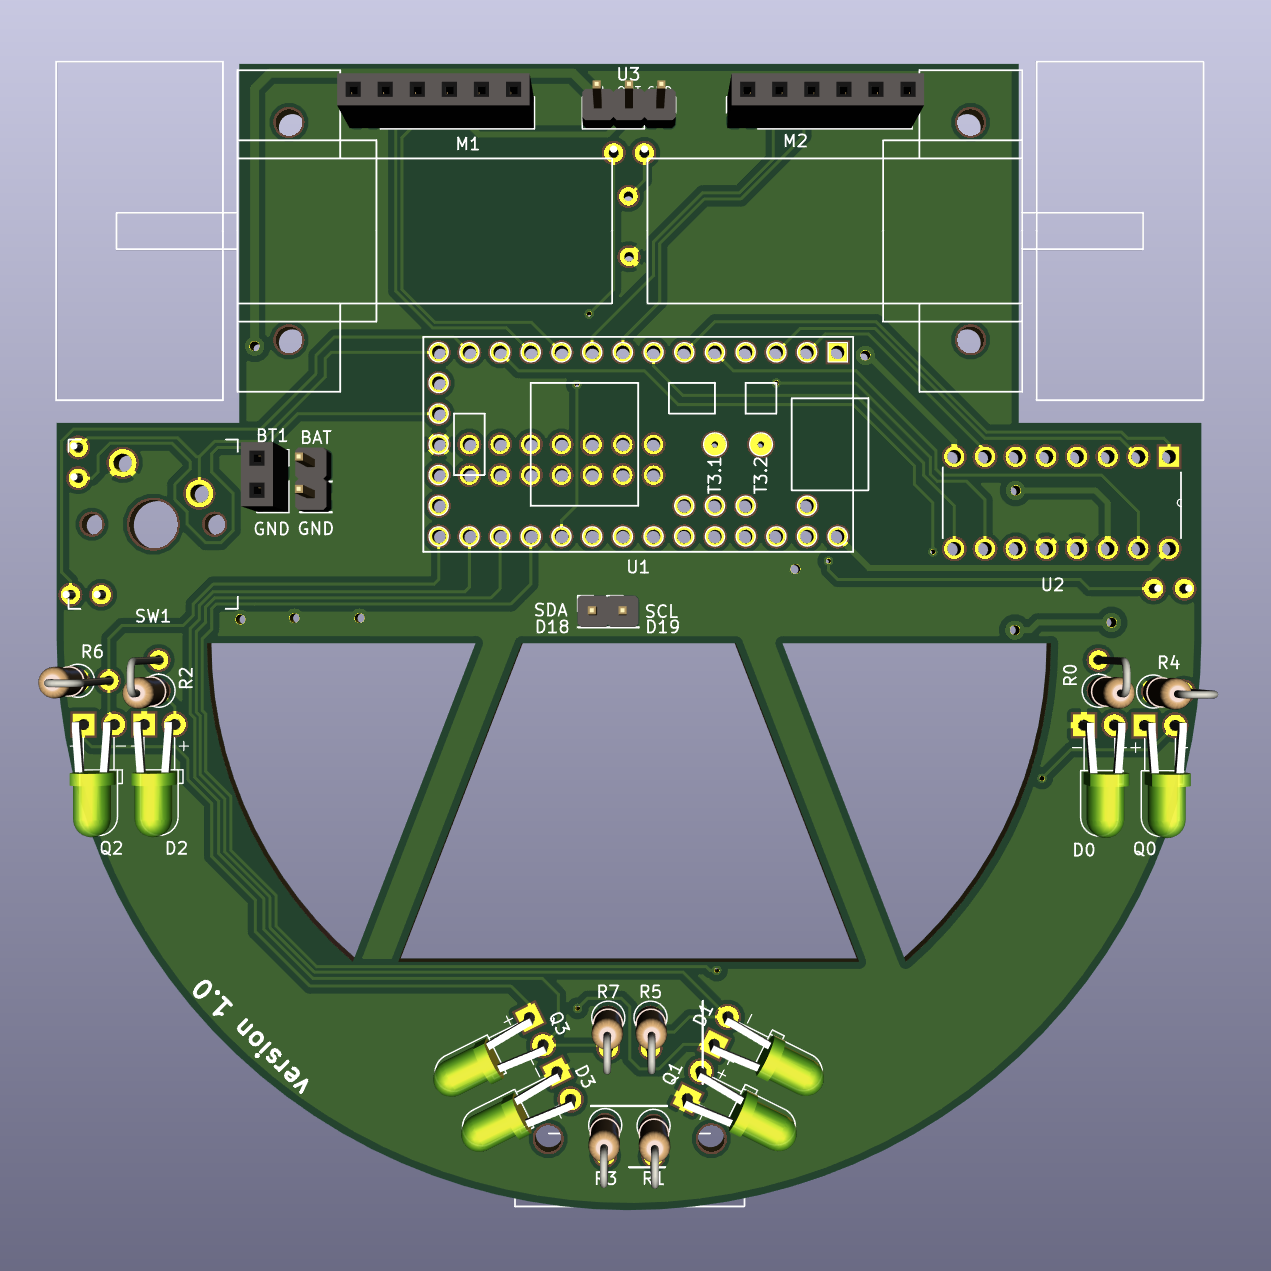 U3
M1
M2
BT1
BAT
GND
GND
T3.1
T3.2
U1
U2
SW1
SDA
D18
SCL
D19
R6
R2
R0
R4
−
+
−
+
Q2
D2
D0
Q0
version 1.0
R7
R5
Q3
D1
+
−
D3
Q1
+
R3
R1